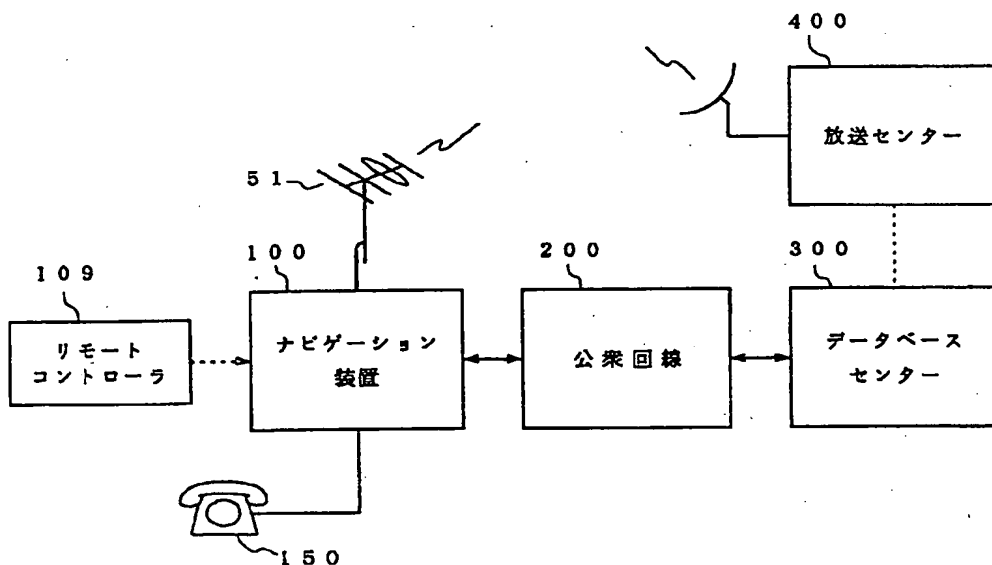 400
放送センター
51
100
200
300
109
リモート
コントローラ
ナビゲーション
装置
公衆回線
データベース
センター
150